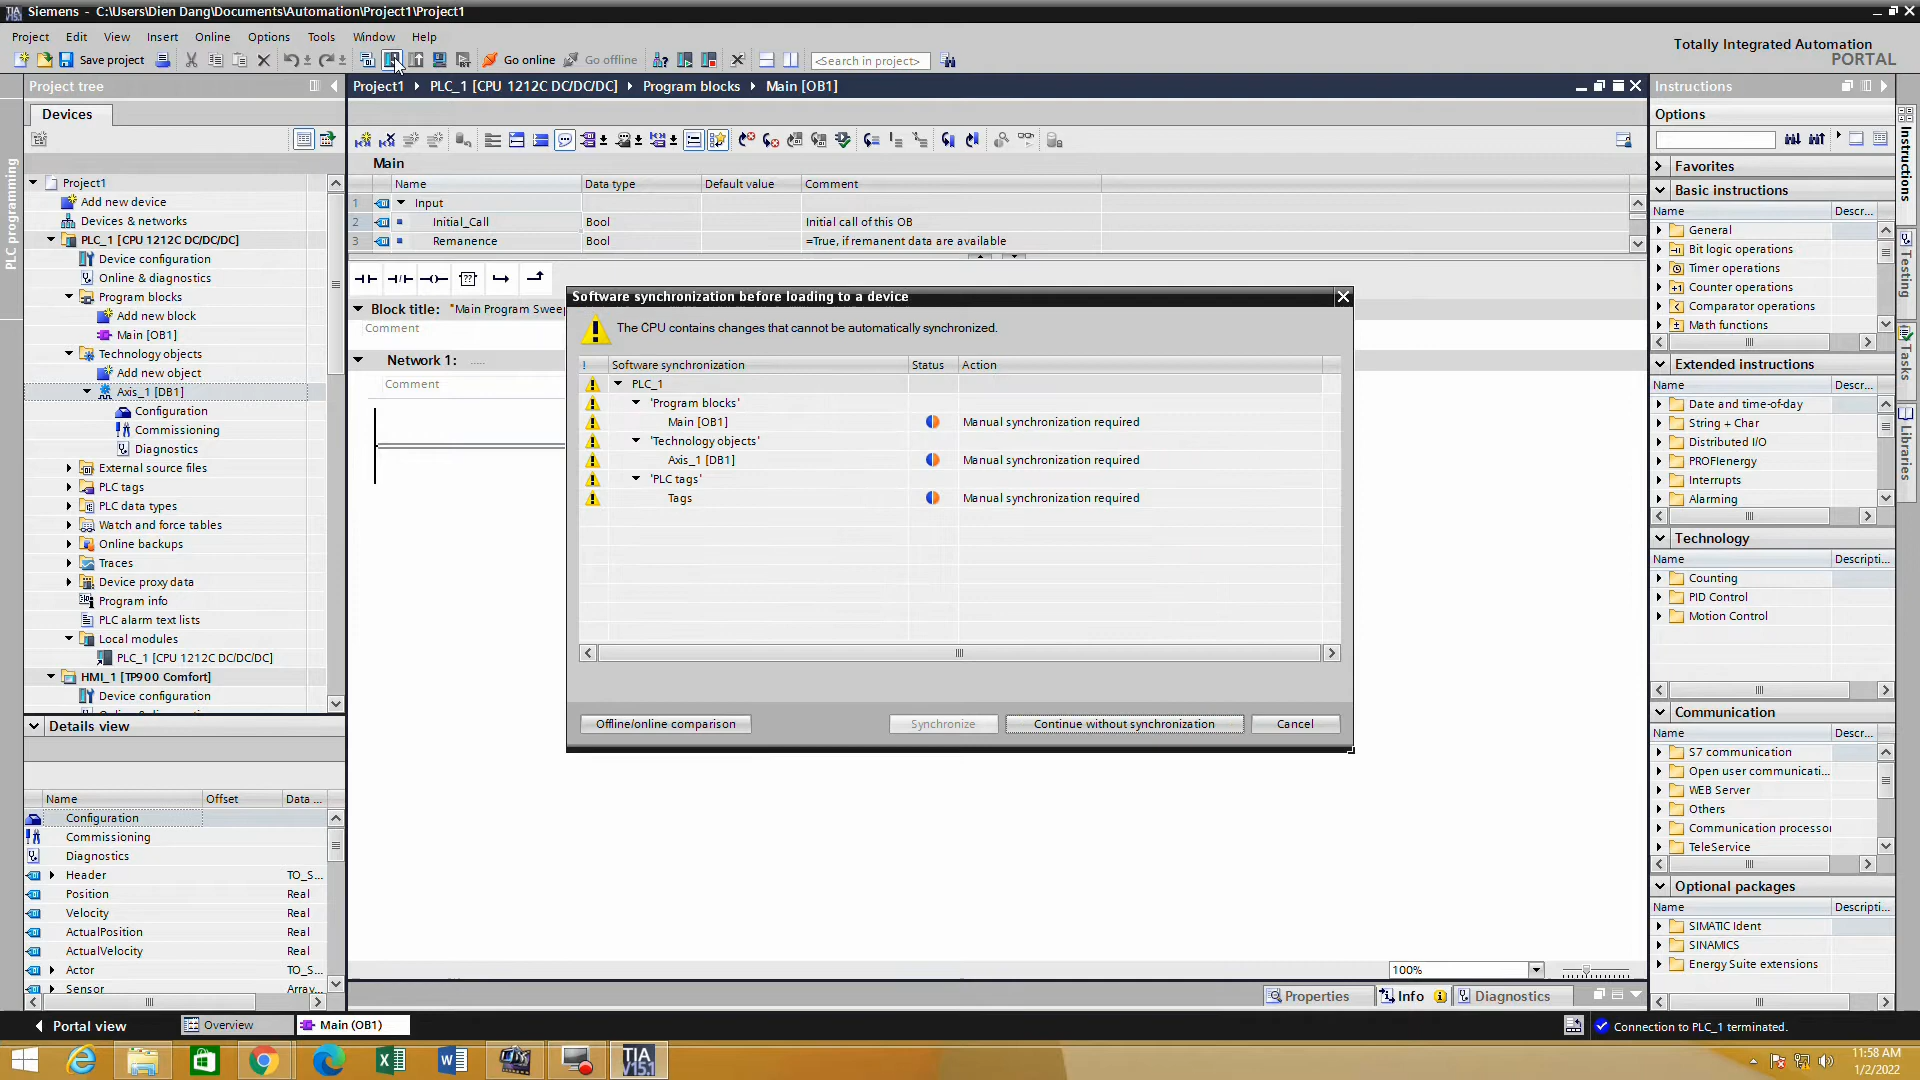 Siemens - C:\Users\Dien Dang\Documents\Automation\Project1\Project1
Project Edit View Insert Online Options Tools Window Help
Totally Integrated Automation
PORTAL
Save project Go online Go offline <Search in project>
Project tree
Devices
PLC programming
Project1
Add new device
Devices & networks
PLC_1 [CPU 1212C DC/DC/DC]
Device configuration
Online & diagnostics
Program blocks
Add new block
Main [OB1]
Technology objects
Add new object
Axis_1 [DB1]
Configuration
Commissioning
Diagnostics
External source files
PLC tags
PLC data types
Watch and force tables
Online backups
Traces
Device proxy data
Program info
PLC alarm text lists
Local modules
PLC_1 [CPU 1212C DC/DC/DC]
HMI_1 [TP900 Comfort]
Device configuration
Details view
Name Offset Data ...
Configuration
Commissioning
Diagnostics
Header TO_S...
Position Real
Velocity Real
ActualPosition Real
ActualVelocity Real
Actor TO_S...
Sensor Array...
Project1 PLC_1 [CPU 1212C DC/DC/DC] Program blocks Main [OB1]
Main
Name Data type Default value Comment
1 Input
2 Initial_Call Bool Initial call of this OB
3 Remanence Bool =True, if remanent data are available
??
Block title: "Main Program Sweep
Comment
Network 1: .....
Comment
Software synchronization before loading to a device
The CPU contains changes that cannot be automatically synchronized.
! Software synchronization Status Action
PLC_1
'Program blocks'
Main [OB1] Manual synchronization required
'Technology objects'
Axis_1 [DB1] Manual synchronization required
'PLC tags'
Tags Manual synchronization required
Offline/online comparison Synchronize Continue without synchronization Cancel
100%
Properties Info Diagnostics
Instructions
Options
Favorites
Basic instructions
Name Descr...
General
Bit logic operations
Timer operations
Counter operations
Comparator operations
Math functions
Extended instructions
Name Descr...
Date and time-of-day
String + Char
Distributed I/O
PROFIenergy
Interrupts
Alarming
Technology
Name Descripti...
Counting
PID Control
Motion Control
Communication
Name Descr...
S7 communication
Open user communicati...
WEB Server
Others
Communication processor
TeleService
Optional packages
Name Descripti...
SIMATIC Ident
SINAMICS
Energy Suite extensions
Instructions
Testing
Tasks
Libraries
Portal view Overview Main (OB1) Connection to PLC_1 terminated.
TIA
V15.1
11:58 AM
1/2/2022